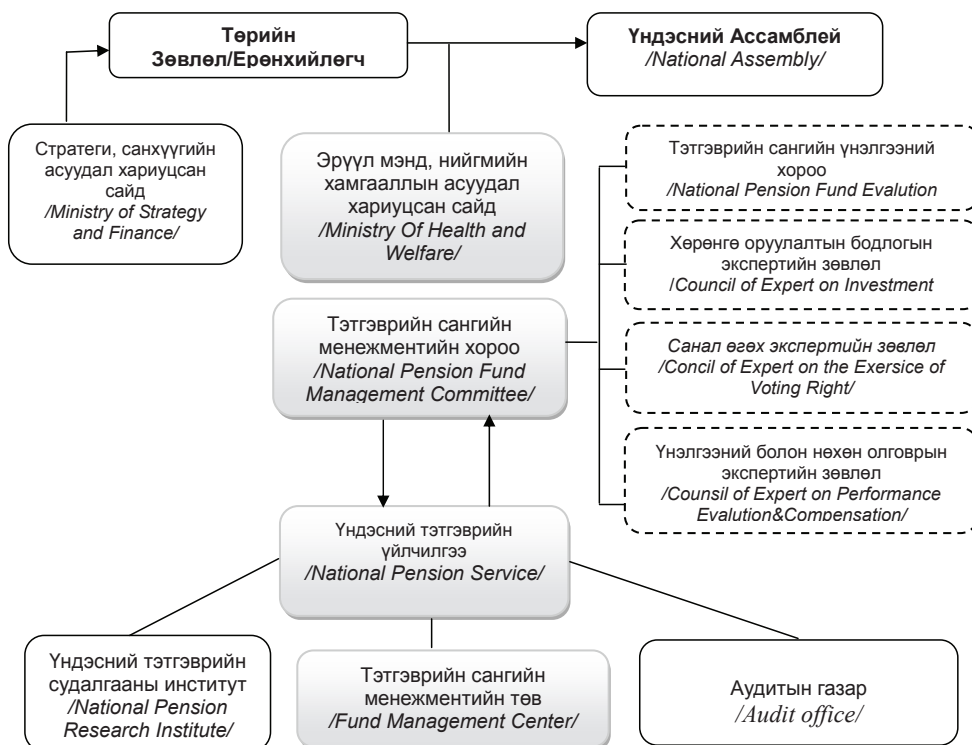 Төрийн
Зөвлөл/Ерөнхийлөгч
Үндэсний Ассамблей
/National Assembly/
Стратеги, санхүүгийн
асуудал хариуцсан
сайд
/Ministry of Strategy
and Finance/
Эрүүл мэнд, нийгмийн
хамгааллын асуудал
хариуцсан сайд
/Ministry Of Health and
Welfare/
Тэтгэврийн сангийн үнэлгээний
хороо
/National Pension Fund Evalution
Хөрөнгө оруулалтын бодлогын
экспертийн зөвлөл
/Council of Expert on Investment
Тэтгэврийн сангийн
менежментийн хороо
/National Pension Fund
Management Committee/
Санал өгөх экспертийн зөвлөл
/Concil of Expert on the Exersice of
Voting Right/
Үнэлгээний болон нөхөн олговрын
экспертийн зөвлөл
/Counsil of Expert on Performance
Evalution&Compensation/
Үндэсний тэтгэврийн
үйлчилгээ
/National Pension Service/
Үндэсний тэтгэврийн
судалгааны институт
/National Pension
Research Institute/
Тэтгэврийн сангийн
менежментийн төв
/Fund Management Center/
Аудитын газар
/Audit office/